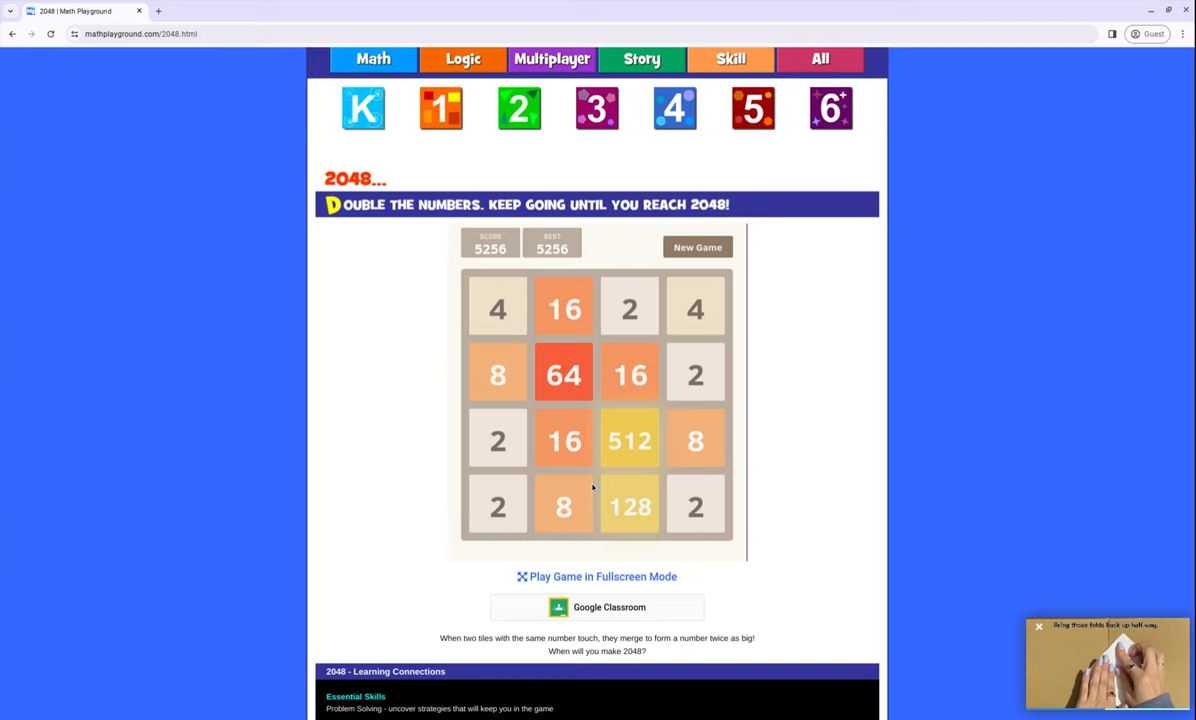 2048 | Math Playground
mathplayground.com/2048.html
Guest
Math Logic Multiplayer Story Skill All
K 1 2 3 4 5 6
2048...
DOUBLE THE NUMBERS. KEEP GOING UNTIL YOU REACH 2048!
SCORE BEST
5256 5256 New Game
4 16 2 4
8 64 16 2
2 16 512 8
2 8 128 2
Play Game in Fullscreen Mode
Google Classroom
When two tiles with the same number touch, they merge to form a number twice as big!
When will you make 2048?
2048 - Learning Connections
Essential Skills
Problem Solving - uncover strategies that will keep you in the game
Bring those folds back up half-way.